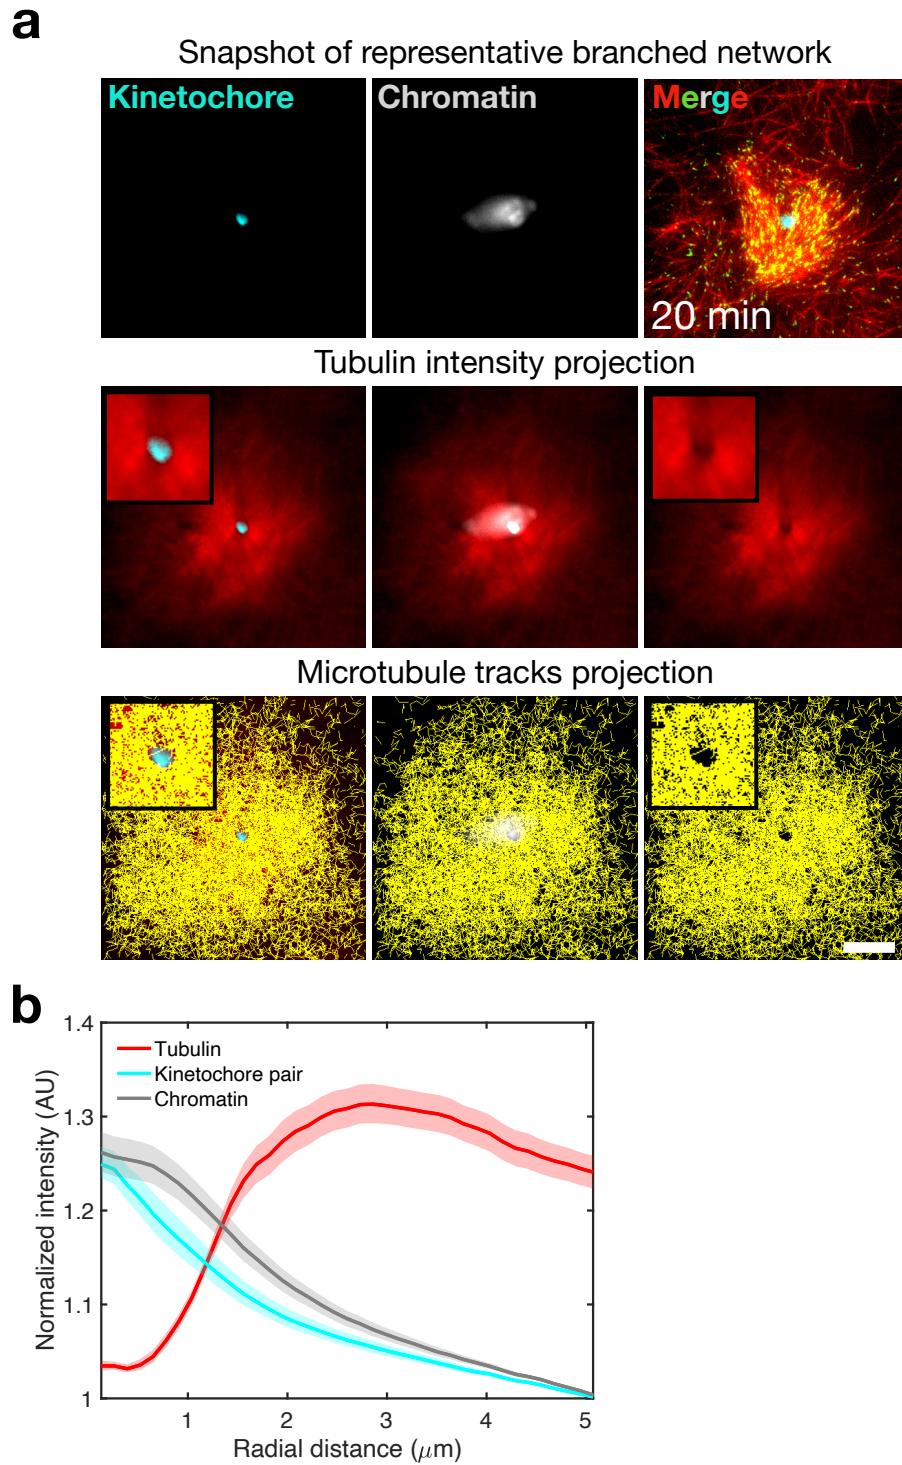 a
Snapshot of representative branched network
Kinetochore
Chromatin
Merge
20 min
Tubulin intensity projection
Microtubule tracks projection
b
1.4
1.3
1.2
1.1
1
Normalized intensity (AU)
Tubulin
Kinetochore pair
Chromatin
1
2
3
4
5
Radial distance (μm)